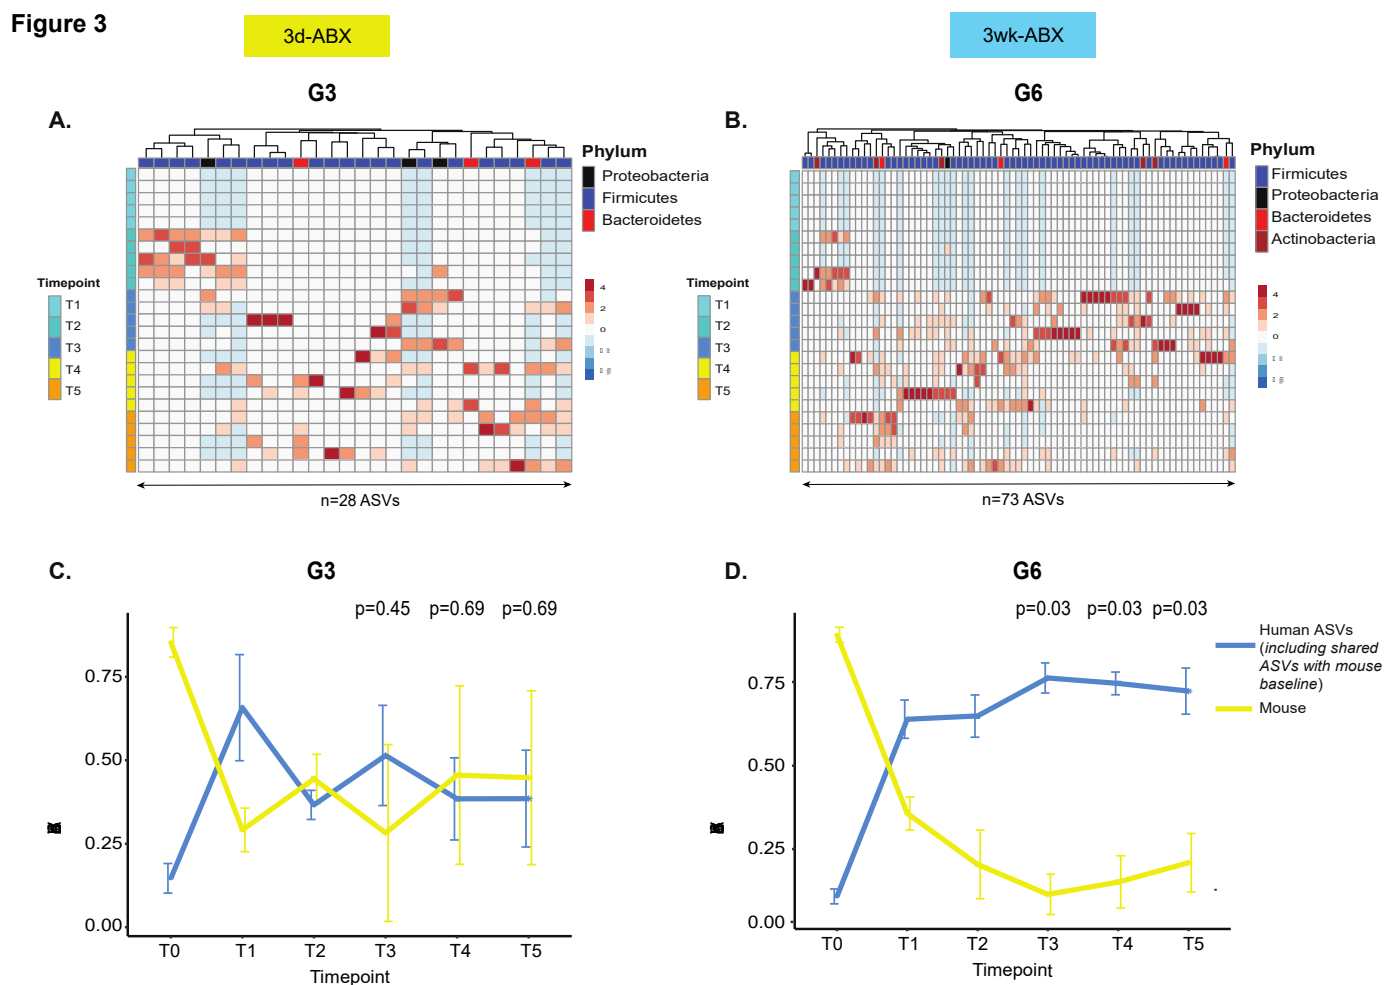 Figure 3
3d-ABX
3wk-ABX
G3
G6
A.
B.
Phylum
Proteobacteria
Firmicutes
Bacteroidetes
Phylum
Firmicutes
Proteobacteria
Bacteroidetes
Actinobacteria
Timepoint
T1
T2
T3
T4
T5
4
2
0
Timepoint
T1
T2
T3
T4
T5
4
2
0
n=28 ASVs
n=73 ASVs
C.
G3
D.
G6
p=0.45 p=0.69 p=0.69
p=0.03 p=0.03 p=0.03
0.75
0.50
0.25
0.00
T0 T1 T2 T3 T4 T5
Timepoint
0.75
0.50
0.25
0.00
T0 T1 T2 T3 T4 T5
Timepoint
Human ASVs
(including shared
ASVs with mouse
baseline)
Mouse